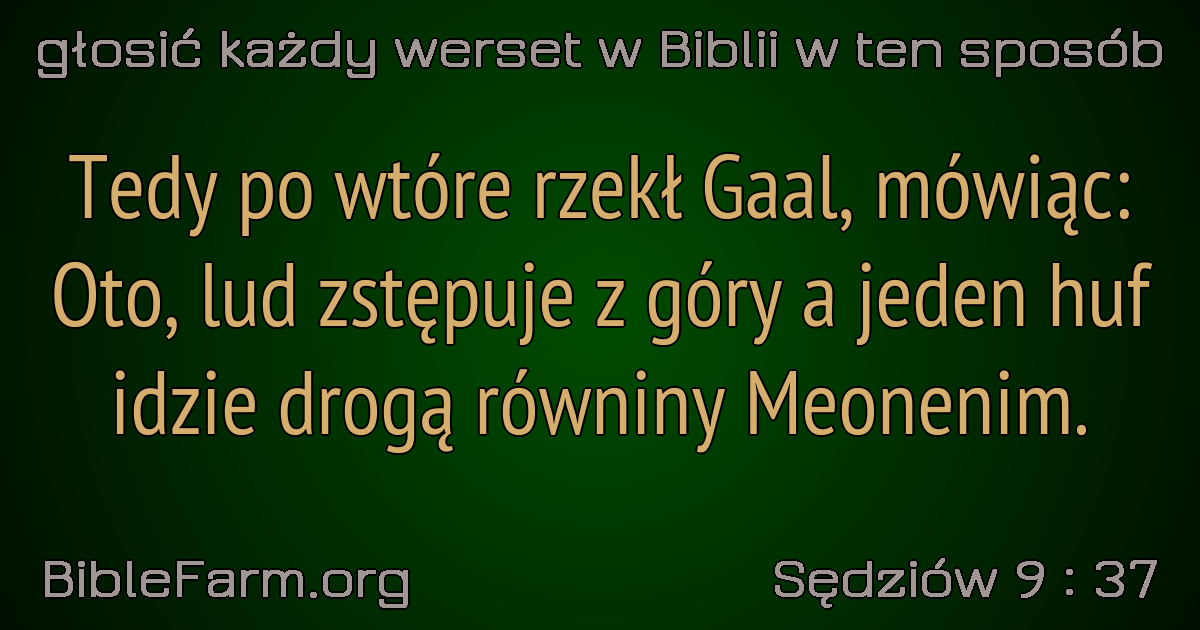 głosić każdy werset w Biblii w ten sposób
Tedy po wtóre rzekł Gaal, mówiąc:
Oto, lud zstępuje z góry a jeden huf
idzie drogą równiny Meonenim.
BibleFarm.org
Sędziów 9 : 37